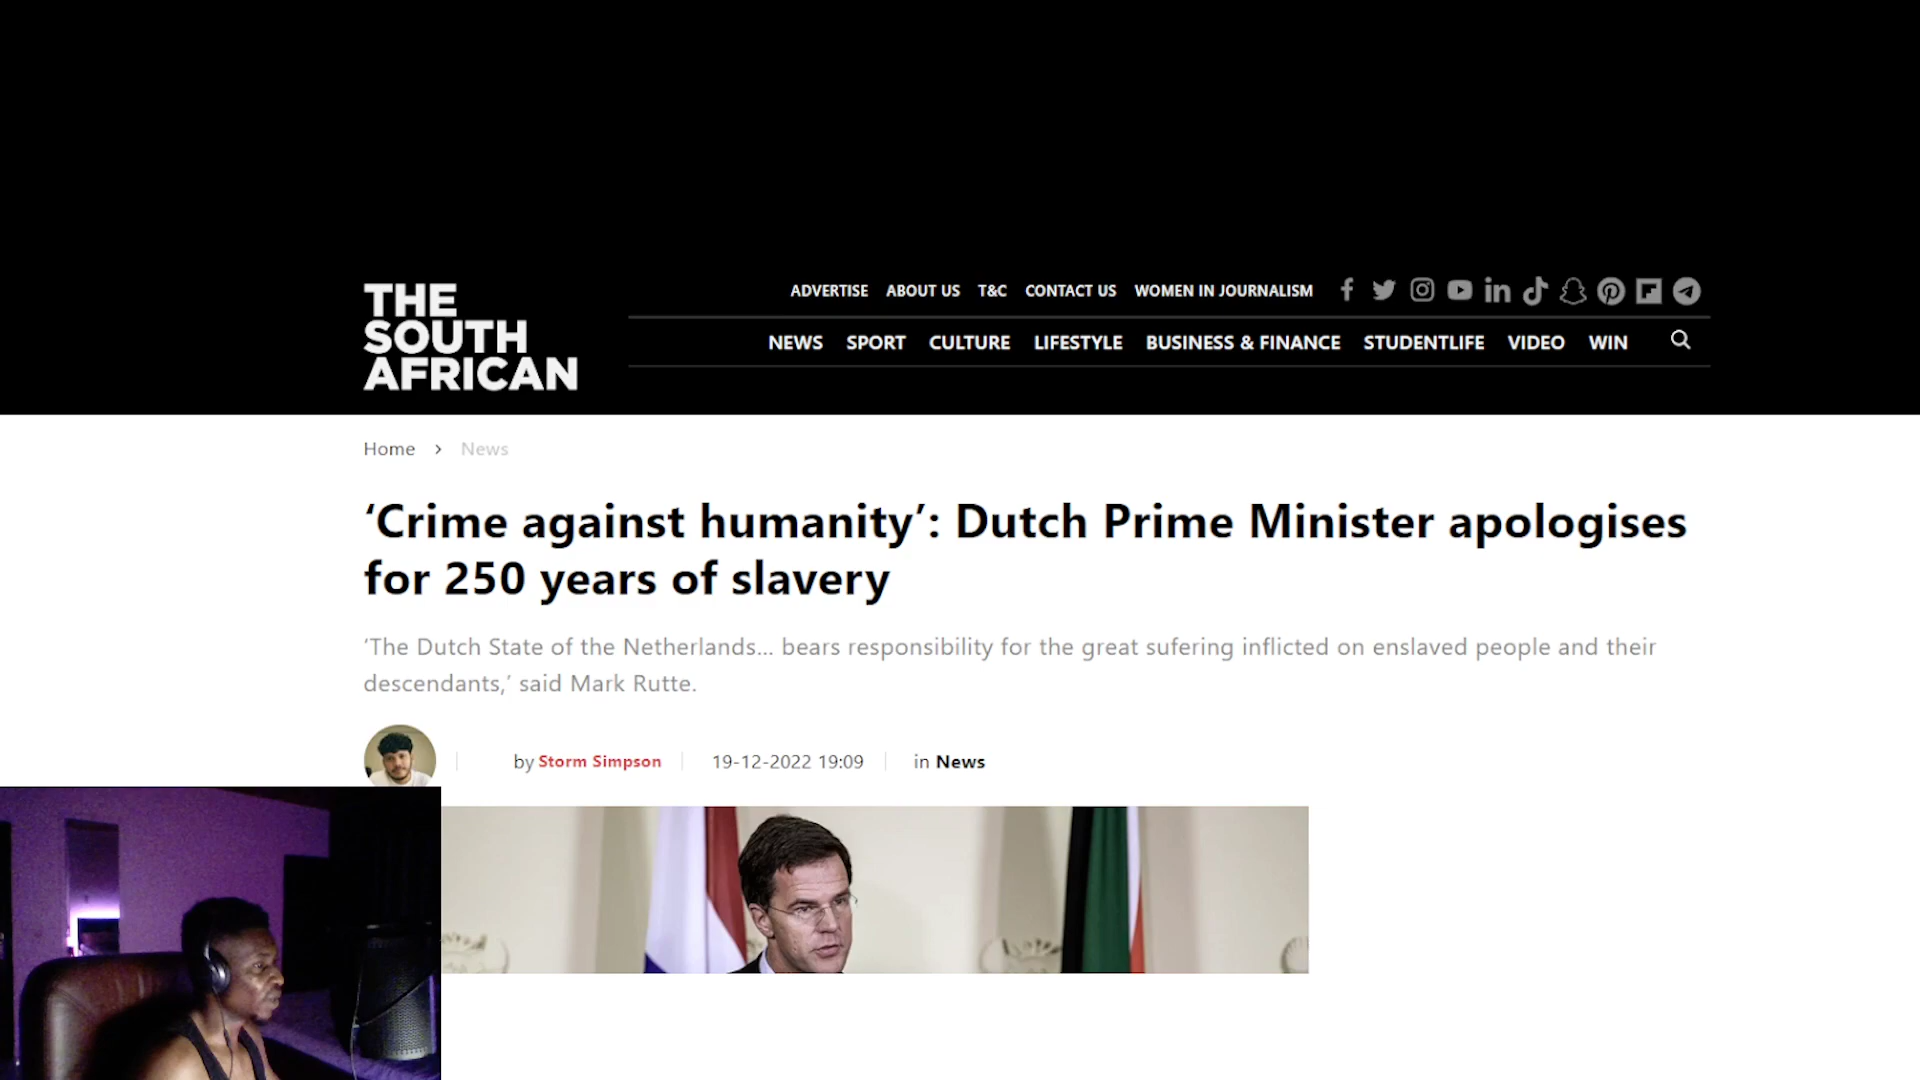 THE
SOUTH
AFRICAN
ADVERTISE ABOUT US T&C CONTACT US WOMEN IN JOURNALISM
NEWS SPORT CULTURE LIFESTYLE BUSINESS & FINANCE STUDENTLIFE VIDEO WIN
Home > News
‘Crime against humanity’: Dutch Prime Minister apologises
for 250 years of slavery
‘The Dutch State of the Netherlands... bears responsibility for the great sufering inflicted on enslaved people and their
descendants,’ said Mark Rutte.
by Storm Simpson 19-12-2022 19:09 in News